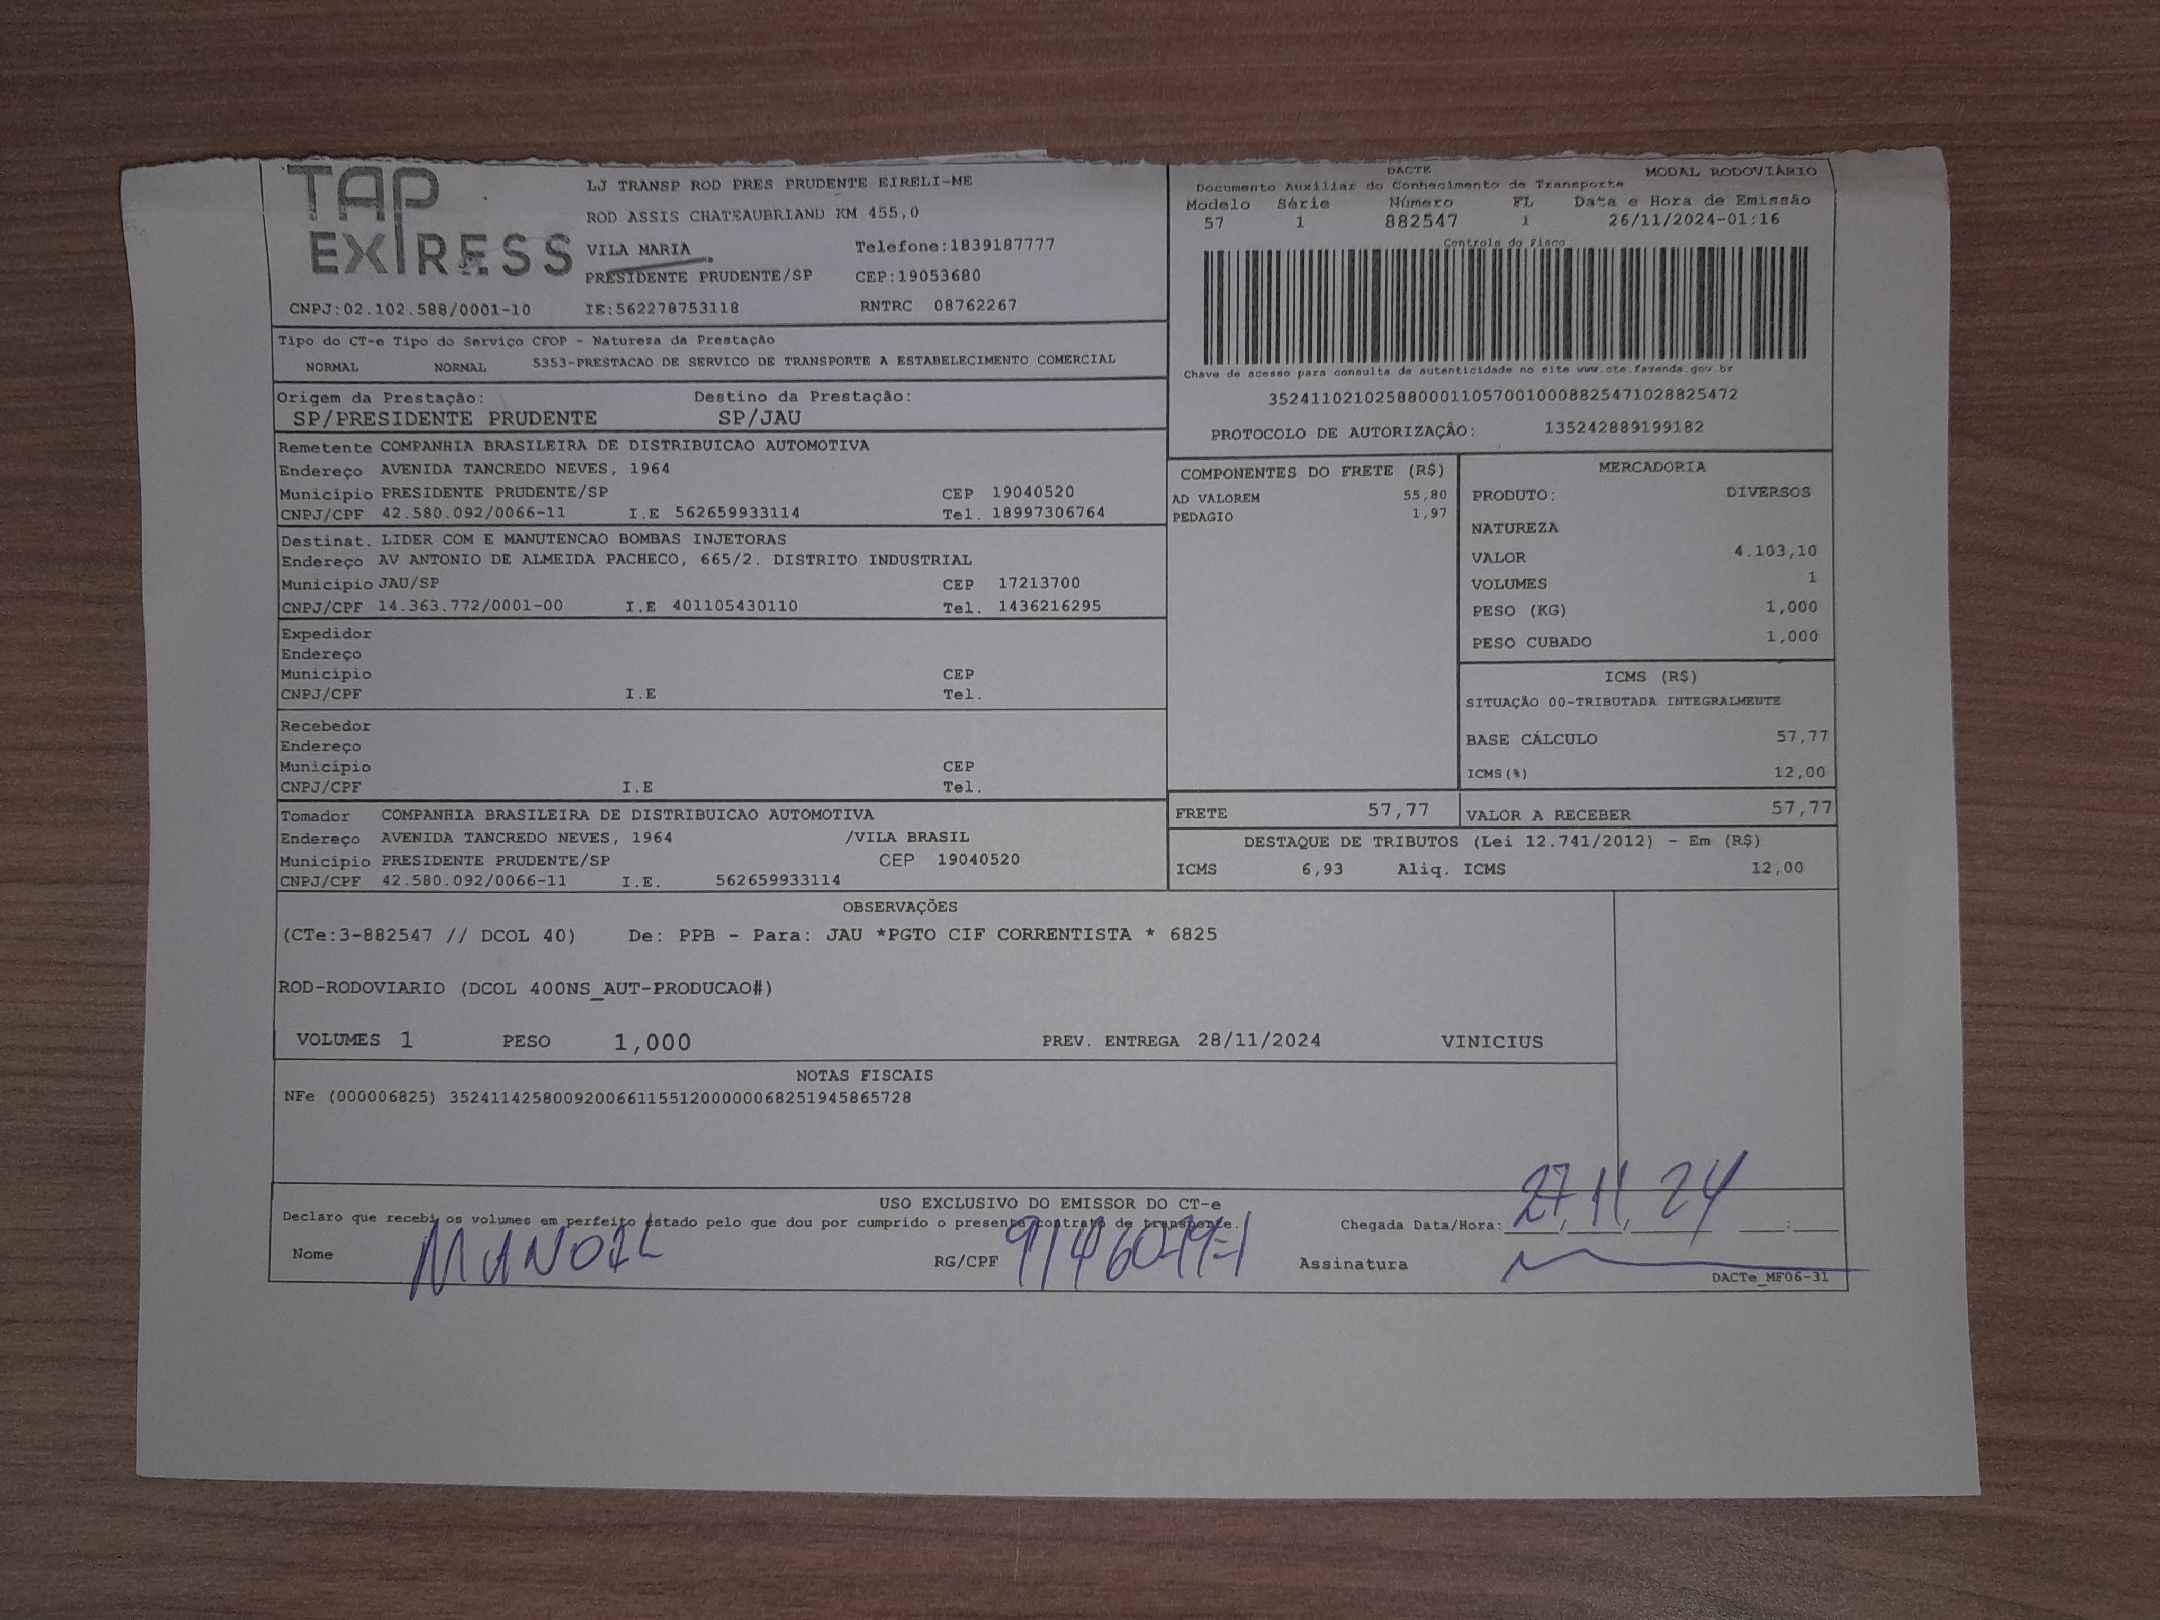 TAP
EXPRESS
LJ TRANSP ROD PRES PRUDENTE EIRELI-ME
ROD ASSIS CHATEAUBRIAND KM 455,0
VILA MARIA Telefone:1839187777
PRESIDENTE PRUDENTE/SP CEP:19053680
CNPJ:02.102.588/0001-10 IE:562278753118 RNTRC 08762267
DACTE MODAL RODOVIÁRIO
Documento Auxiliar do Conhecimento de Transporte
Modelo Série Número FL Data e Hora de Emissão
57 1 882547 1 26/11/2024-01:16
Controle do Fisco
Chave de acesso para consulta de autenticidade no site www.cte.fazenda.gov.br
35241102102588000110570010008825471028825472
PROTOCOLO DE AUTORIZAÇÃO: 135242889199182
Tipo do CT-e Tipo do Serviço CFOP - Natureza da Prestação
NORMAL NORMAL 5353-PRESTACAO DE SERVICO DE TRANSPORTE A ESTABELECIMENTO COMERCIAL
Origem da Prestação: Destino da Prestação:
SP/PRESIDENTE PRUDENTE SP/JAU
Remetente COMPANHIA BRASILEIRA DE DISTRIBUICAO AUTOMOTIVA
Endereço AVENIDA TANCREDO NEVES, 1964
Município PRESIDENTE PRUDENTE/SP CEP 19040520
CNPJ/CPF 42.580.092/0066-11 I.E 562659933114 Tel. 18997306764
Destinat. LIDER COM E MANUTENCAO BOMBAS INJETORAS
Endereço AV ANTONIO DE ALMEIDA PACHECO, 665/2. DISTRITO INDUSTRIAL
Município JAU/SP CEP 17213700
CNPJ/CPF 14.363.772/0001-00 I.E 401105430110 Tel. 1436216295
Expedidor
Endereço
Município CEP
CNPJ/CPF I.E Tel.
Recebedor
Endereço
Município CEP
CNPJ/CPF I.E Tel.
Tomador COMPANHIA BRASILEIRA DE DISTRIBUICAO AUTOMOTIVA
Endereço AVENIDA TANCREDO NEVES, 1964 /VILA BRASIL
Município PRESIDENTE PRUDENTE/SP CEP 19040520
CNPJ/CPF 42.580.092/0066-11 I.E. 562659933114
COMPONENTES DO FRETE (R$)
AD VALOREM 55,80
PEDAGIO 1,97
MERCADORIA
PRODUTO: DIVERSOS
NATUREZA
VALOR 4.103,10
VOLUMES 1
PESO (KG) 1,000
PESO CUBADO 1,000
ICMS (R$)
SITUAÇÃO 00-TRIBUTADA INTEGRALMENTE
BASE CÁLCULO 57,77
ICMS(%) 12,00
FRETE 57,77 VALOR A RECEBER 57,77
DESTAQUE DE TRIBUTOS (Lei 12.741/2012) - Em (R$)
ICMS 6,93 Aliq. ICMS 12,00
OBSERVAÇÕES
(CTe:3-882547 // DCOL 40) De: PPB - Para: JAU *PGTO CIF CORRENTISTA * 6825
ROD-RODOVIARIO (DCOL 400NS_AUT-PRODUCAO#)
VOLUMES 1 PESO 1,000 PREV. ENTREGA 28/11/2024 VINICIUS
NOTAS FISCAIS
NFe (000006825) 35241142580092006611551200000068251945865728
USO EXCLUSIVO DO EMISSOR DO CT-e
Declaro que recebi os volumes em perfeito estado pelo que dou por cumprido o presente contrato de transporte. Chegada Data/Hora: 27/11/24 :
Nome MANOEL RG/CPF Assinatura
DACTe_MF06-31